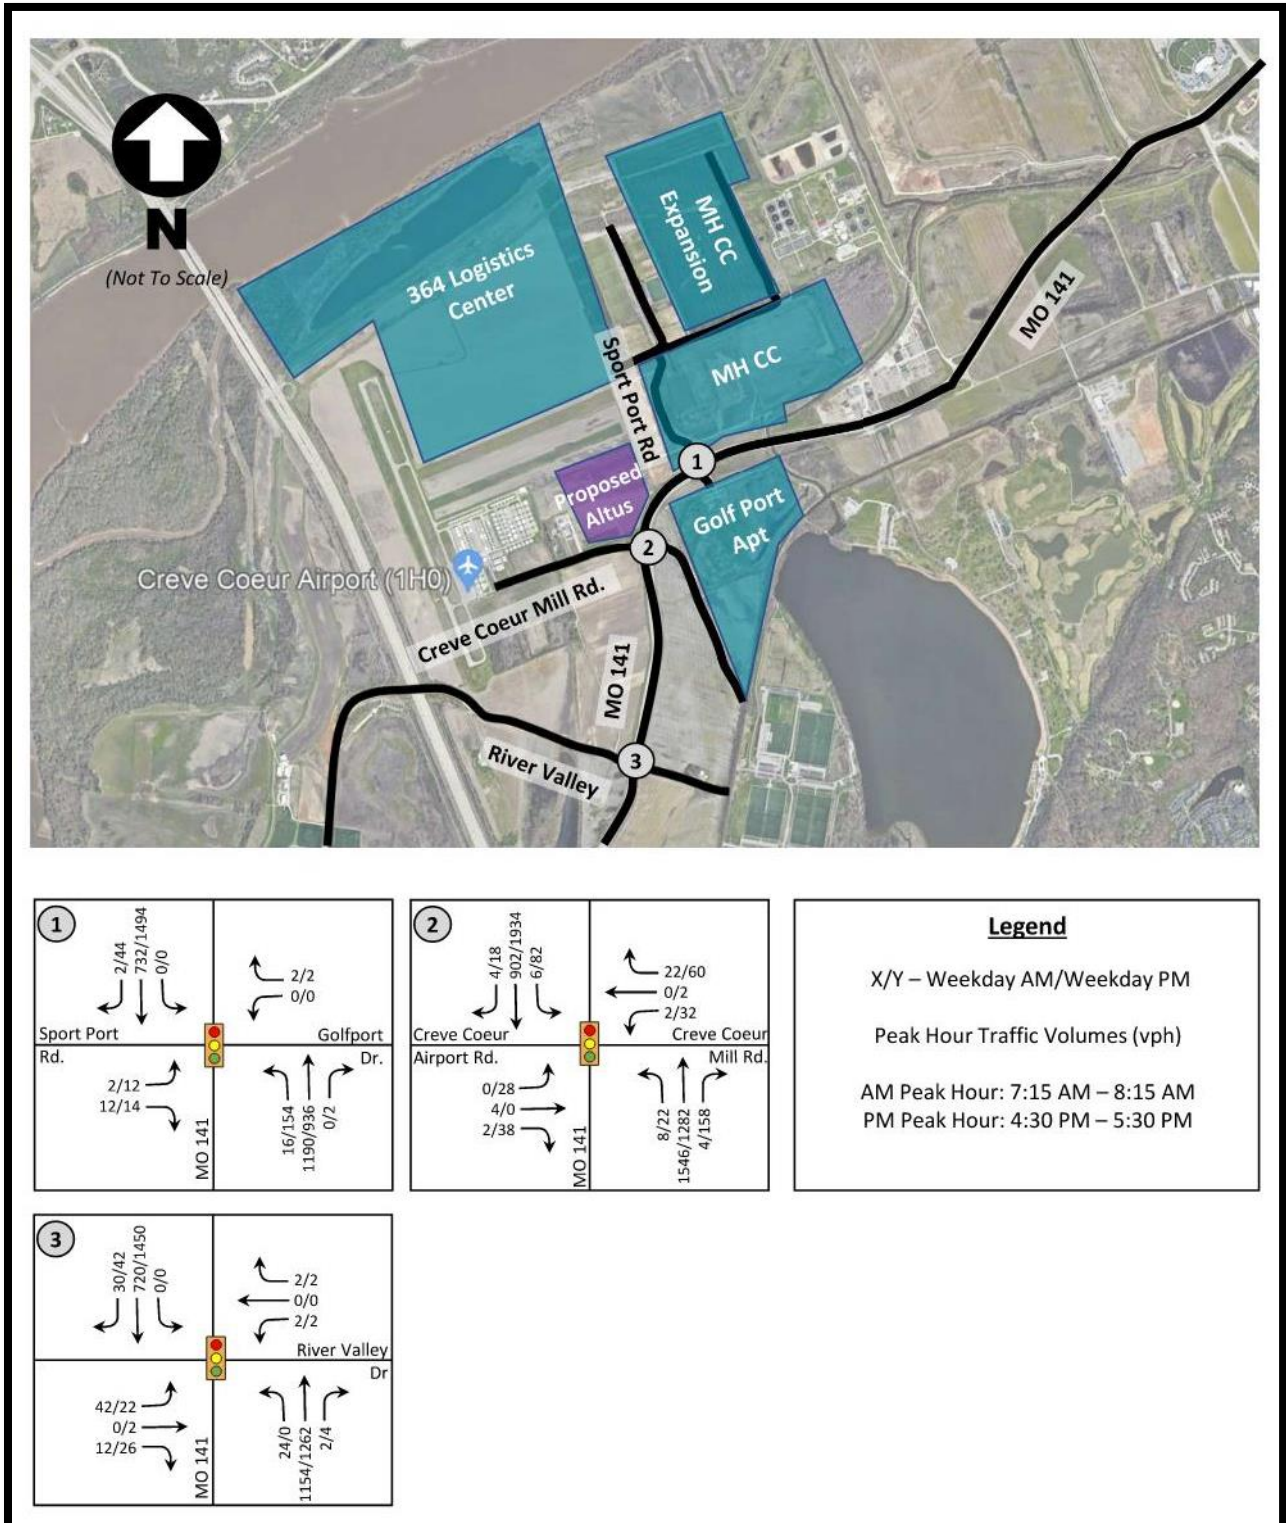 N
(Not To Scale)
364 Logistics
Center
MH CC
Expansion
MO 141
Sport Port Rd
MH CC
1
Proposed
Altus
Golf Port
Apt
2
Creve Coeur Airport (1H0)
Creve Coeur Mill Rd.
MO 141
River Valley
3
1
2/44
732/1494
0/0
2/2
0/0
Sport Port
Rd.
Golfport
Dr.
2/12
12/14
MO 141
16/154
1190/936
0/2
2
4/18
902/1934
6/82
22/60
0/2
2/32
Creve Coeur
Airport Rd.
Creve Coeur
Mill Rd.
0/28
4/0
2/38
MO 141
8/22
1546/1282
4/158
Legend
X/Y – Weekday AM/Weekday PM
Peak Hour Traffic Volumes (vph)
AM Peak Hour: 7:15 AM – 8:15 AM
PM Peak Hour: 4:30 PM – 5:30 PM
3
30/42
720/1450
0/0
2/2
0/0
2/2
River Valley
Dr
42/22
0/2
12/26
MO 141
24/0
1154/1262
2/4